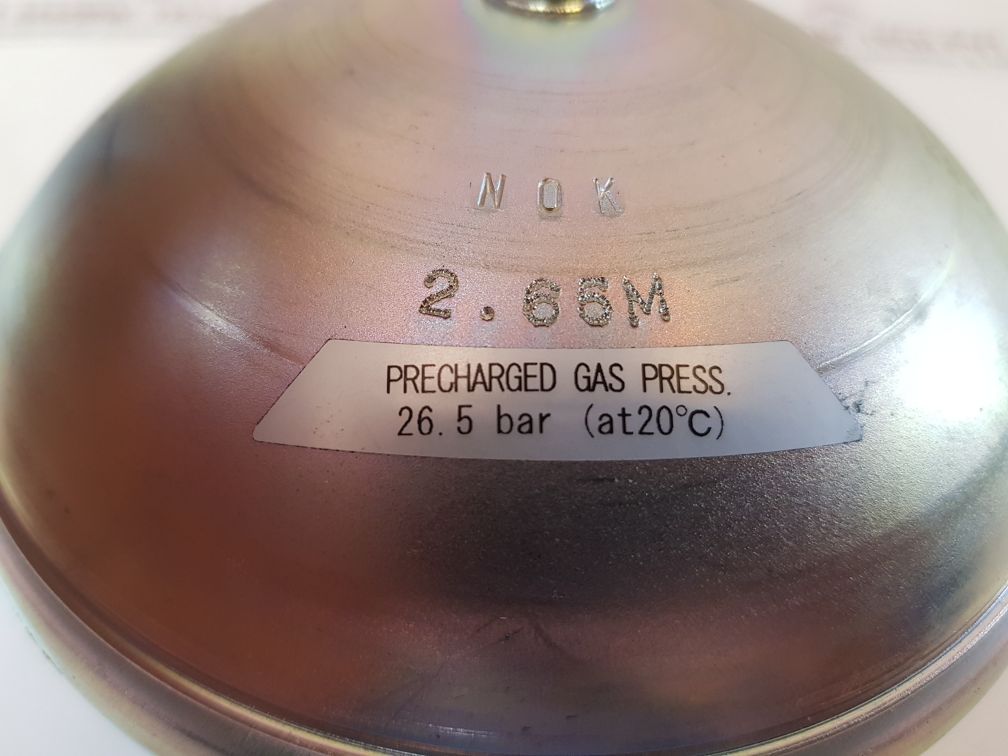 NOK
2.65M
PRECHARGED GAS PRESS.
26.5 bar (at20℃)